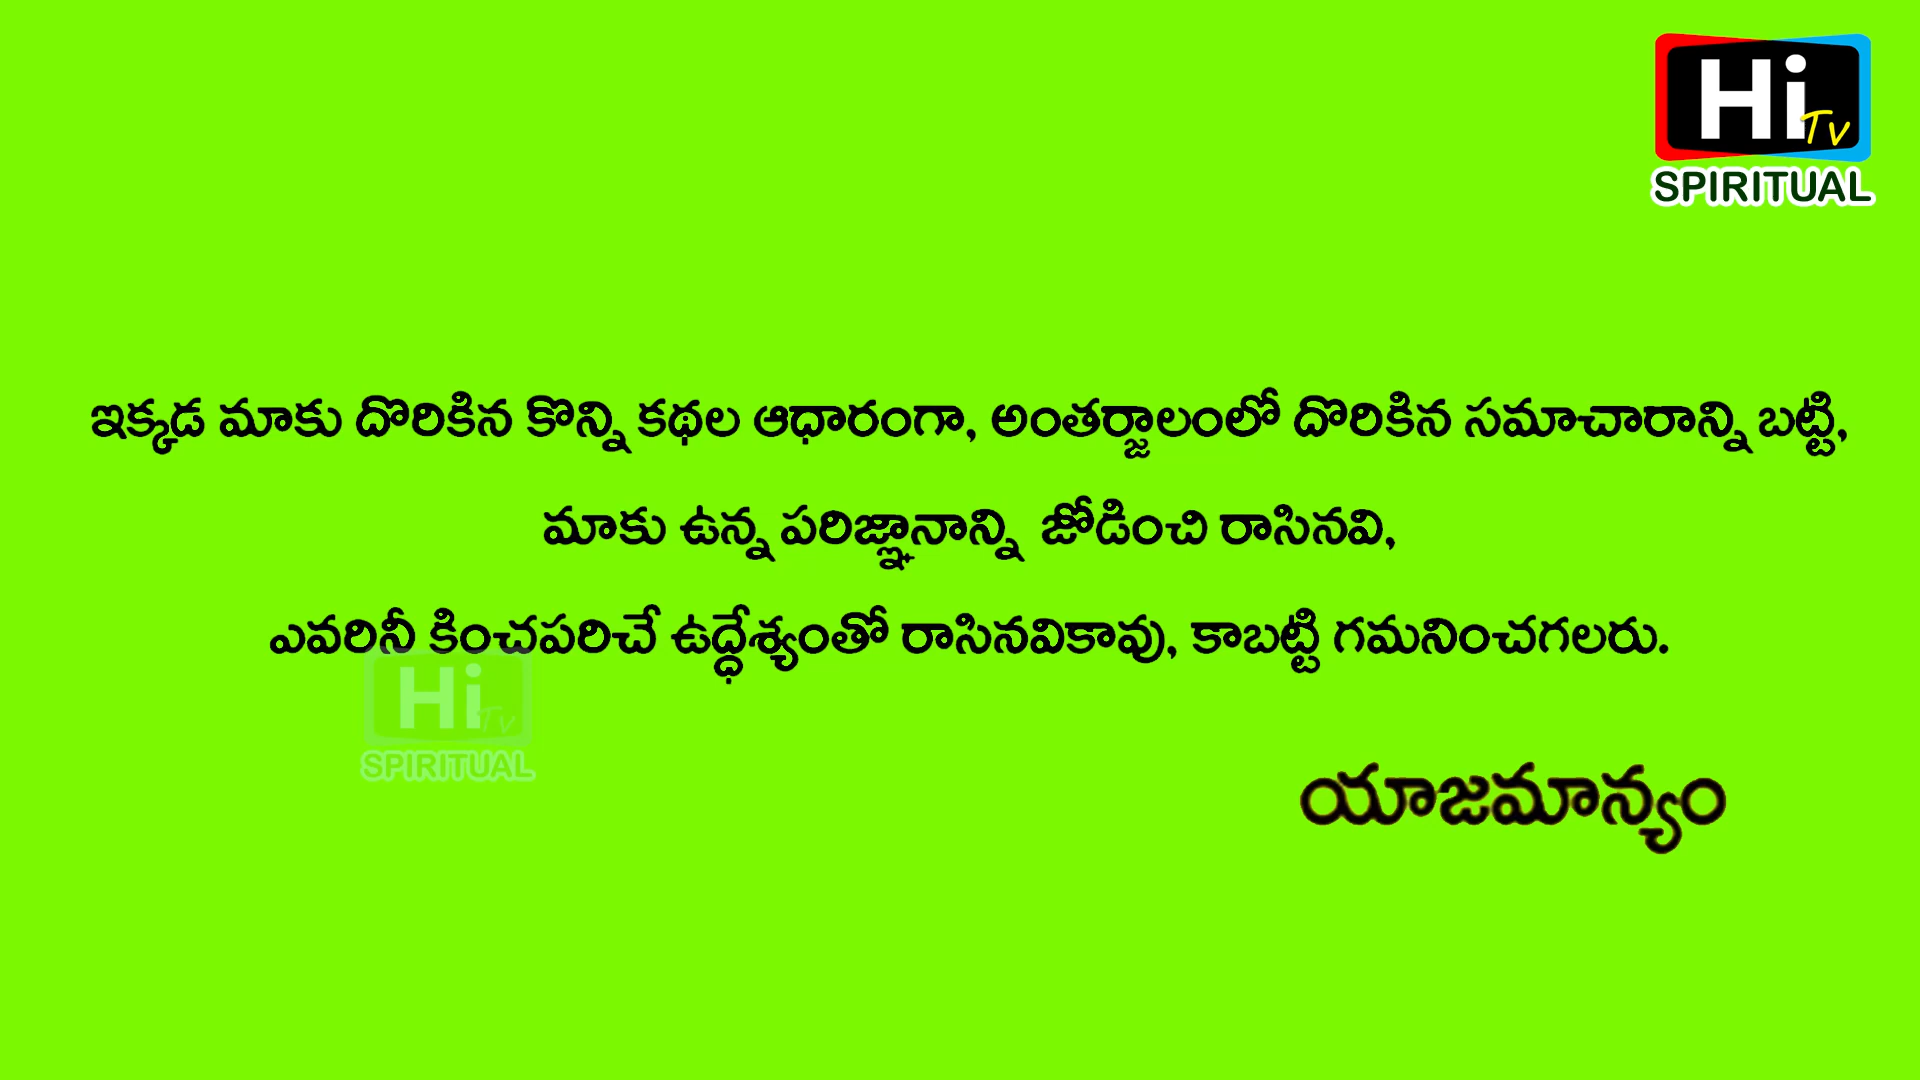 Hi
Tv
SPIRITUAL
ఇక్కడ మాకు దొరికిన కొన్ని కథల ఆధారంగా, అంతర్జాలంలో దొరికిన సమాచారాన్ని బట్టి,
మాకు ఉన్న పరిజ్ఞానాన్ని జోడించి రాసినవి,
ఎవరినీ కించపరిచే ఉద్ధేశ్యంతో రాసినవికావు, కాబట్టి గమనించగలరు.
Hi
Tv
SPIRITUAL
యాజమాన్యం